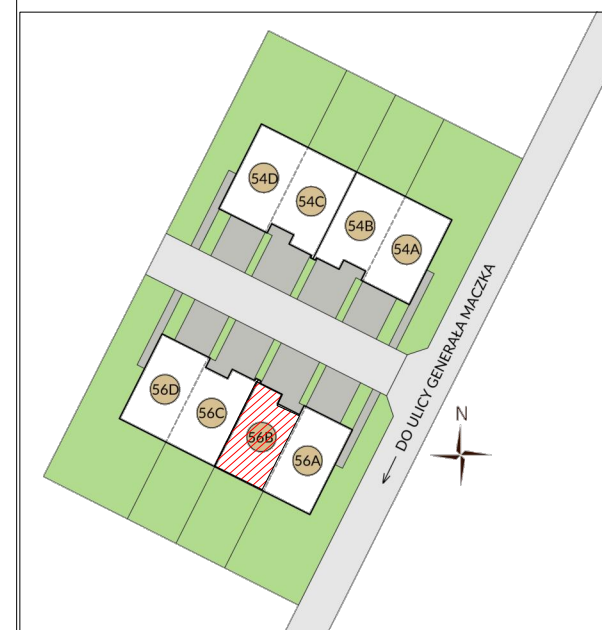 54D
54C
54B
54A
DO ULICY GENERAŁA MACZKA
56D
56C
56B
56A
N